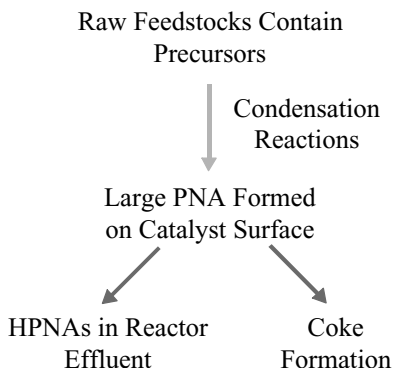 Raw Feedstocks Contain
Precursors
Condensation
Reactions
Large PNA Formed
on Catalyst Surface
HPNAs in Reactor
Effluent
Coke
Formation